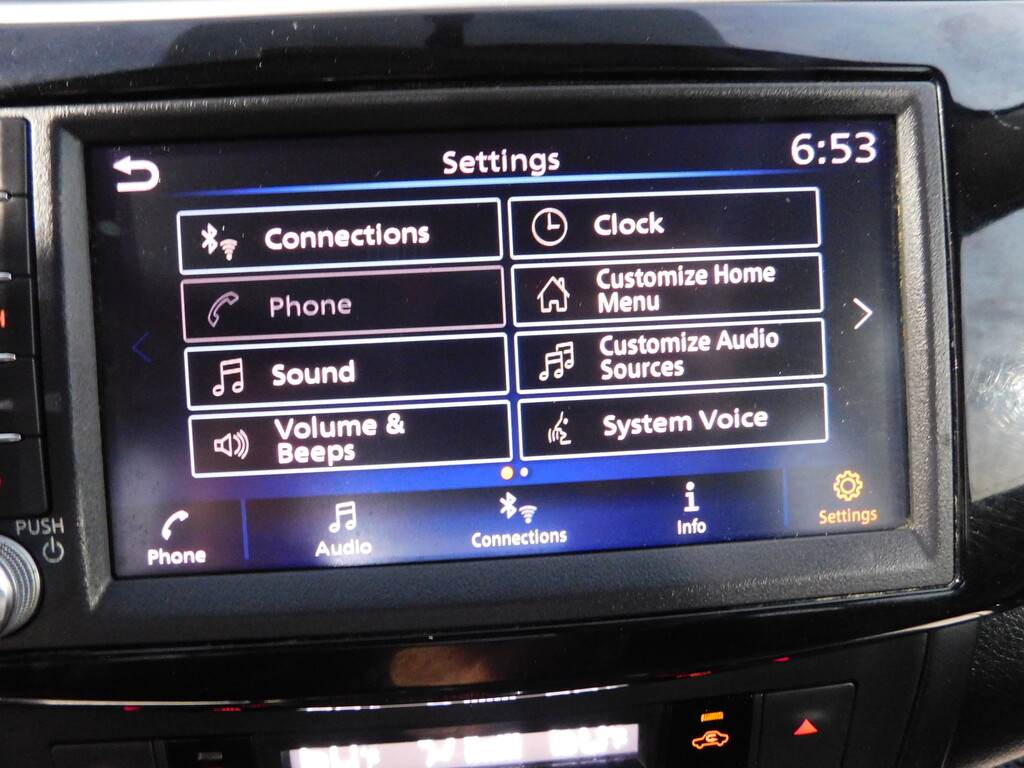 Settings
6:53
Connections
Clock
Phone
Customize Home
Menu
Sound
Customize Audio
Sources
Volume &
Beeps
System Voice
PUSH
Phone
Audio
Connections
Info
Settings